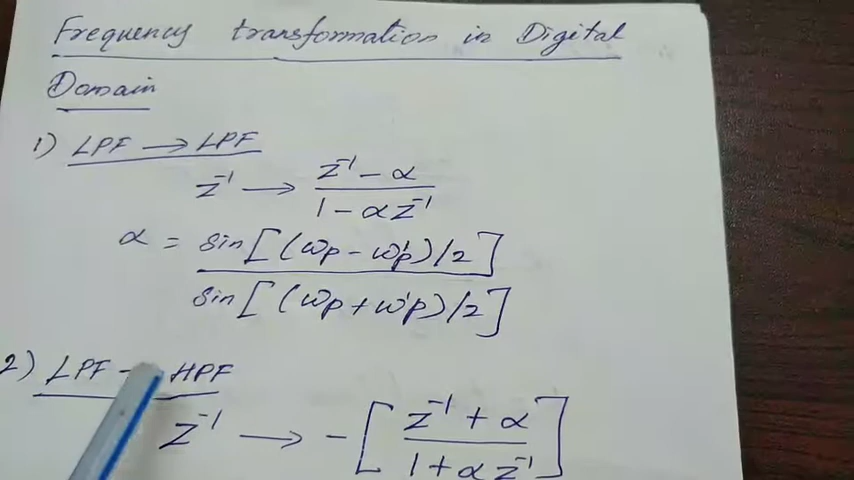 Frequency transformation in Digital
Domain
1) LPF → LPF
z⁻¹ → (z⁻¹ - α) / (1 - αz⁻¹)
α = sin[(ωp - ω'p)/2] / sin[(ωp + ω'p)/2]
2) LPF - HPF
z⁻¹ → -[(z⁻¹ + α) / (1 + αz⁻¹)]